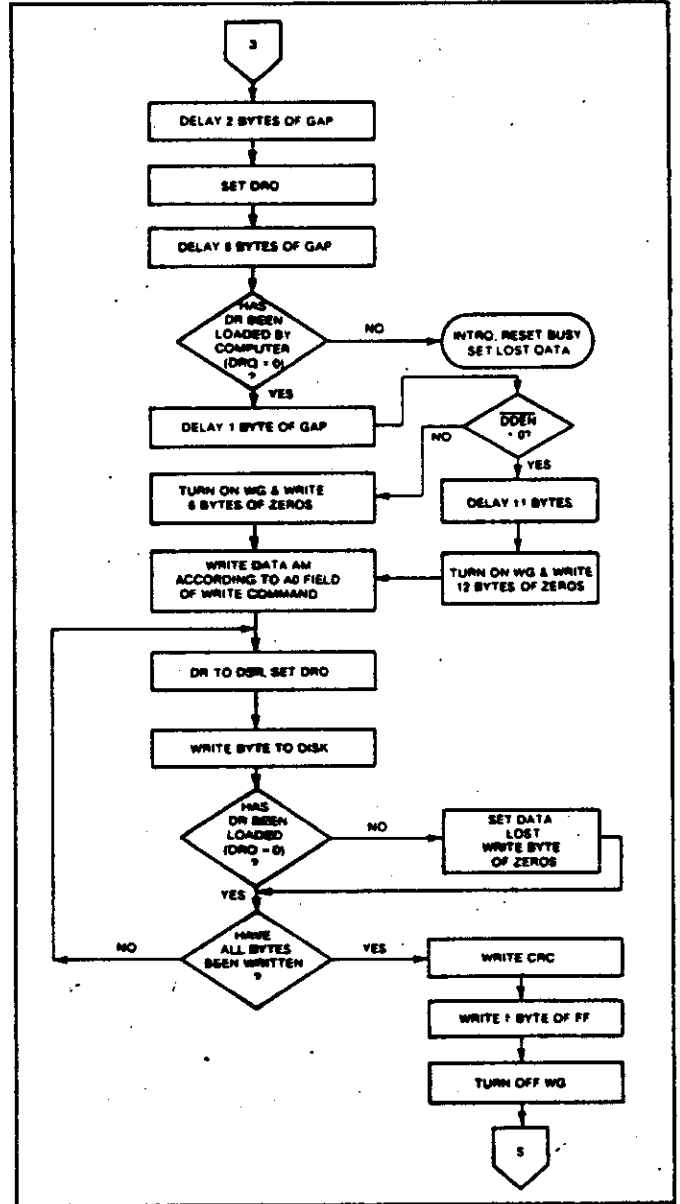 3
DELAY 2 BYTES OF GAP
SET DRQ
DELAY 8 BYTES OF GAP
HAS
DR BEEN
LOADED BY
COMPUTER
(DRQ = 0)
?
NO
INTRQ, RESET BUSY
SET LOST DATA
YES
DELAY 1 BYTE OF GAP
DDEN
= 0?
NO
YES
TURN ON WG & WRITE
6 BYTES OF ZEROS
DELAY 11 BYTES
WRITE DATA AM
ACCORDING TO A0 FIELD
OF WRITE COMMAND
TURN ON WG & WRITE
12 BYTES OF ZEROS
DR TO DSR, SET DRQ
WRITE BYTE TO DISK
HAS
DR BEEN
LOADED
(DRQ = 0)
?
NO
SET DATA
LOST
WRITE BYTE
OF ZEROS
YES
HAVE
ALL BYTES
BEEN WRITTEN
?
NO
YES
WRITE CRC
WRITE 1 BYTE OF FF
TURN OFF WG
5